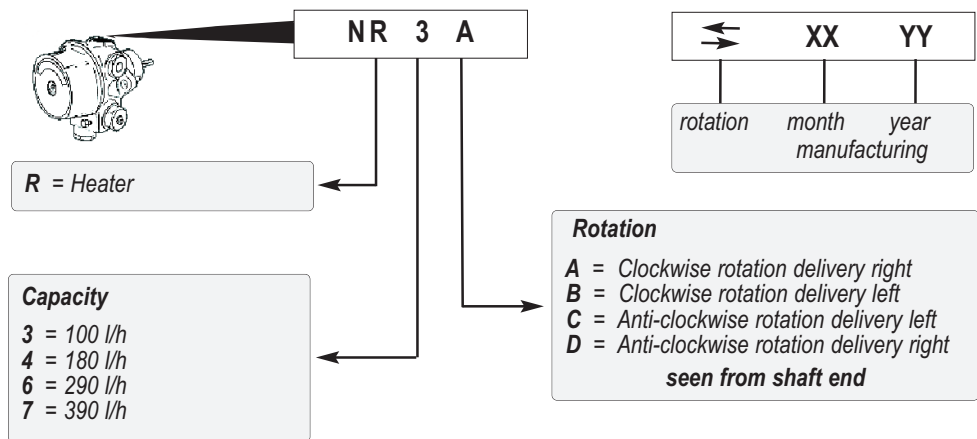 NR 3 A
XX YY
rotation month year
manufacturing
R = Heater
Capacity
3 = 100 l/h
4 = 180 l/h
6 = 290 l/h
7 = 390 l/h
Rotation
A = Clockwise rotation delivery right
B = Clockwise rotation delivery left
C = Anti-clockwise rotation delivery left
D = Anti-clockwise rotation delivery right
seen from shaft end